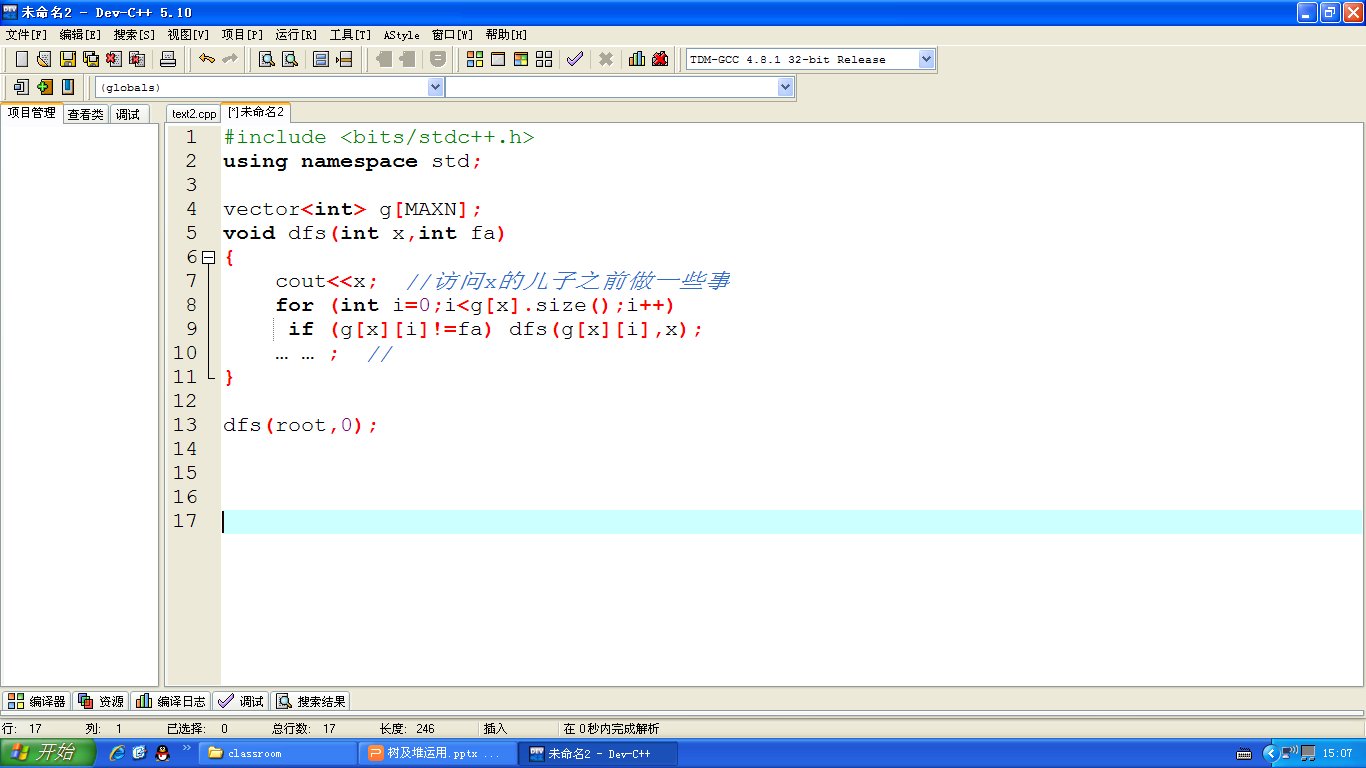 未命名2 - Dev-C++ 5.10
文件[F] 编辑[E] 搜索[S] 视图[V] 项目[P] 运行[R] 工具[T] AStyle 窗口[W] 帮助[H]
TDM-GCC 4.8.1 32-bit Release
(globals)
项目管理 查看类 调试 text2.cpp [*]未命名2
1 #include <bits/stdc++.h>
2 using namespace std;
3
4 vector<int> g[MAXN];
5 void dfs(int x,int fa)
6 {
7 cout<<x; //访问x的儿子之前做一些事
8 for (int i=0;i<g[x].size();i++)
9 if (g[x][i]!=fa) dfs(g[x][i],x);
10 … … ; //
11 }
12
13 dfs(root,0);
14
15
16
17
编译器 资源 编译日志 调试 搜索结果
行: 17 列: 1 已选择: 0 总行数: 17 长度: 246 插入 在 0秒内完成解析
开始 classroom 树及堆运用.pptx ... 未命名2 - Dev-C++ 15:07